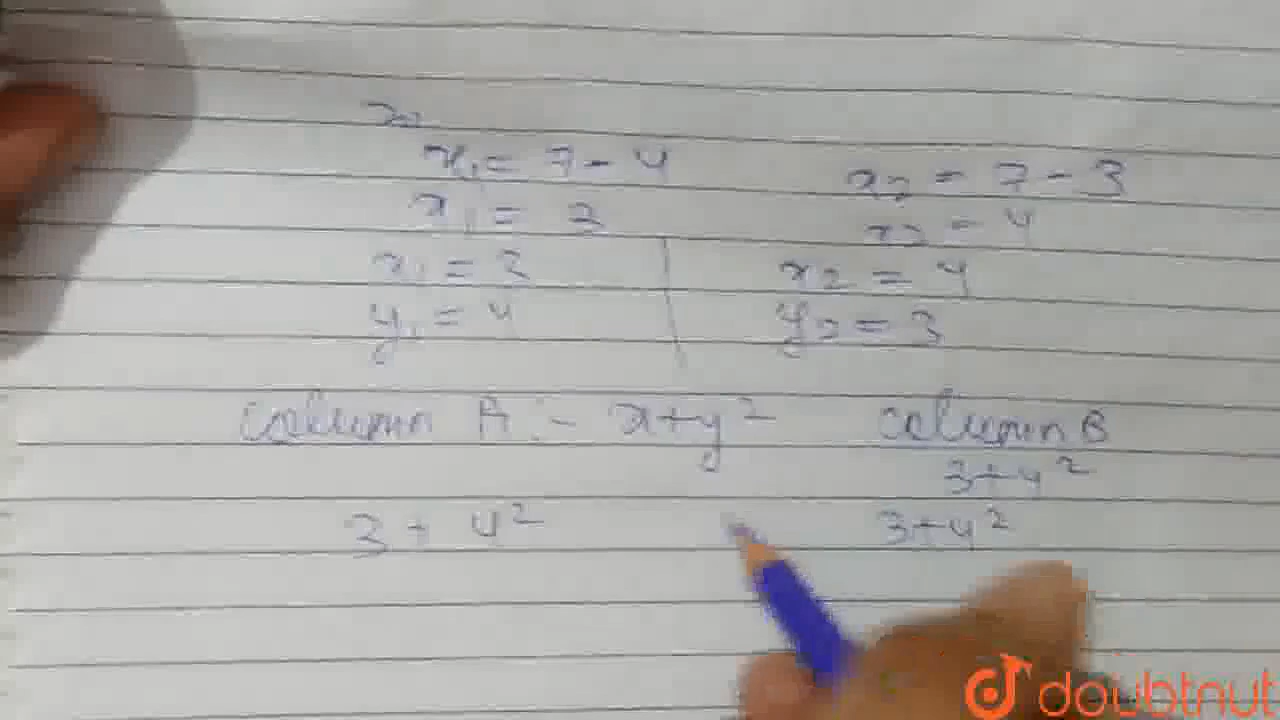 x₁ = 7 - 4
x₂ = 7 - 3
x₁ = 3
x₂ = 4
x₁ = 3
x₂ = 4
y₁ = 4
y₂ = 3
column A :- x+y²
column B
3+4²
3 + 4²
3+4²
doubtnut